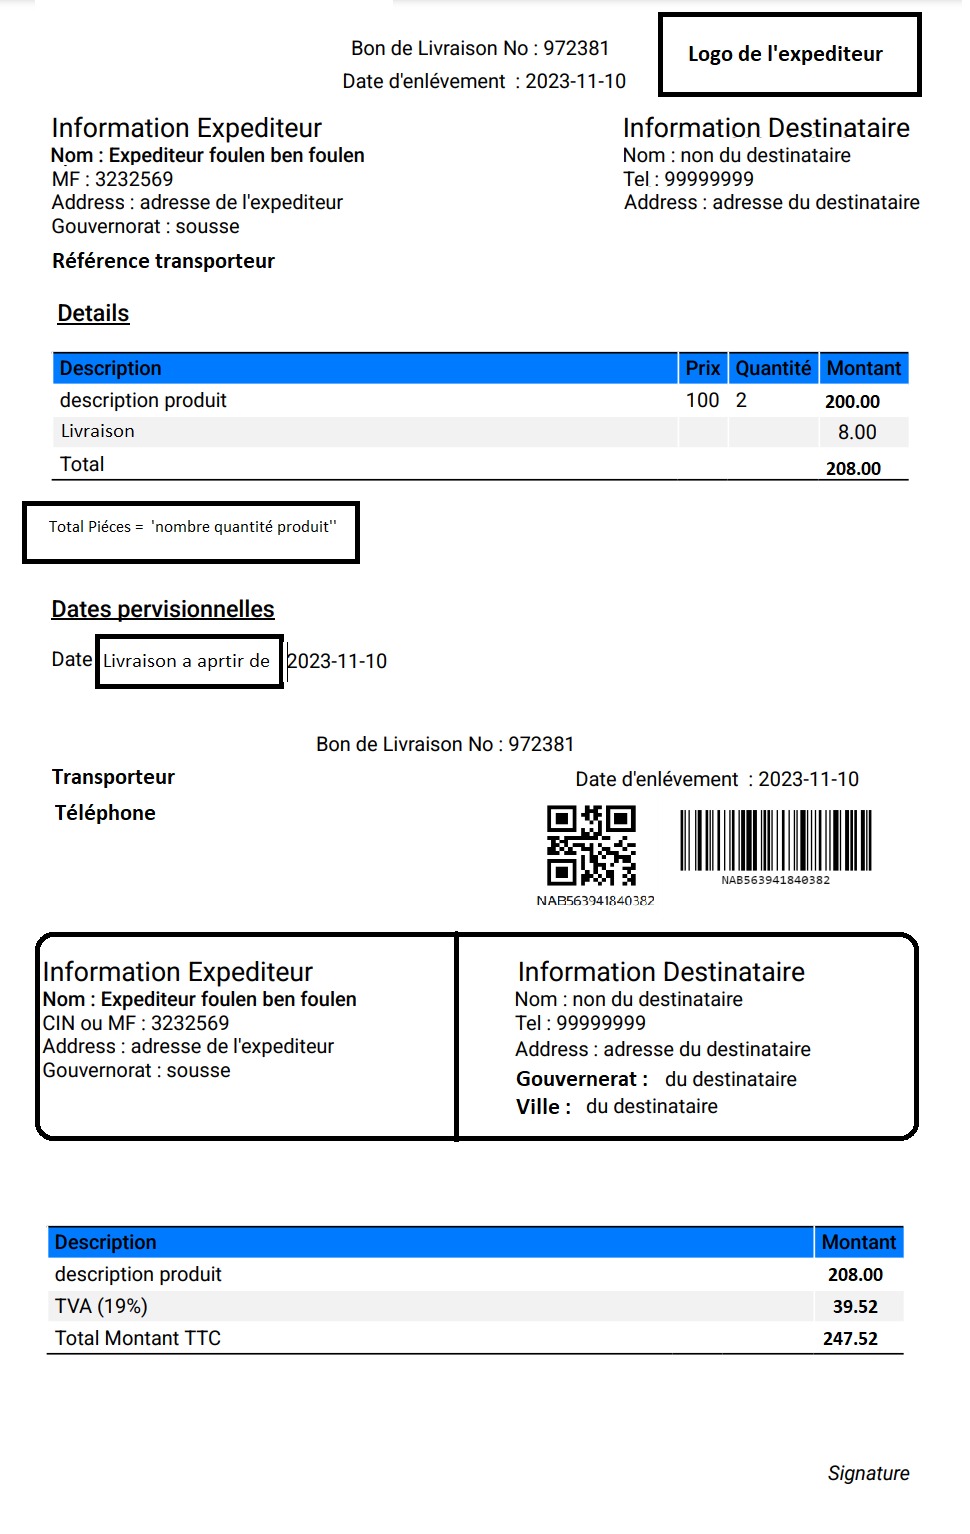 Bon de Livraison No : 972381
Date d'enlévement : 2023-11-10
Logo de l'expediteur
Information Expediteur
Nom : Expediteur foulen ben foulen
MF : 3232569
Address : adresse de l'expediteur
Gouvernorat : sousse
Référence transporteur
Information Destinataire
Nom : non du destinataire
Tel : 99999999
Address : adresse du destinataire
Details
Description Prix Quantité Montant
description produit 100 2 200.00
Livraison 8.00
Total 208.00
Total Piéces = 'nombre quantité produit''
Dates pervisionnelles
Date Livraison a aprtir de 2023-11-10
Bon de Livraison No : 972381
Transporteur
Date d'enlévement : 2023-11-10
Téléphone
NAB563941840382
NAB563941840382
Information Expediteur
Nom : Expediteur foulen ben foulen
CIN ou MF : 3232569
Address : adresse de l'expediteur
Gouvernorat : sousse
Information Destinataire
Nom : non du destinataire
Tel : 99999999
Address : adresse du destinataire
Gouvernerat : du destinataire
Ville : du destinataire
Description Montant
description produit 208.00
TVA (19%) 39.52
Total Montant TTC 247.52
Signature